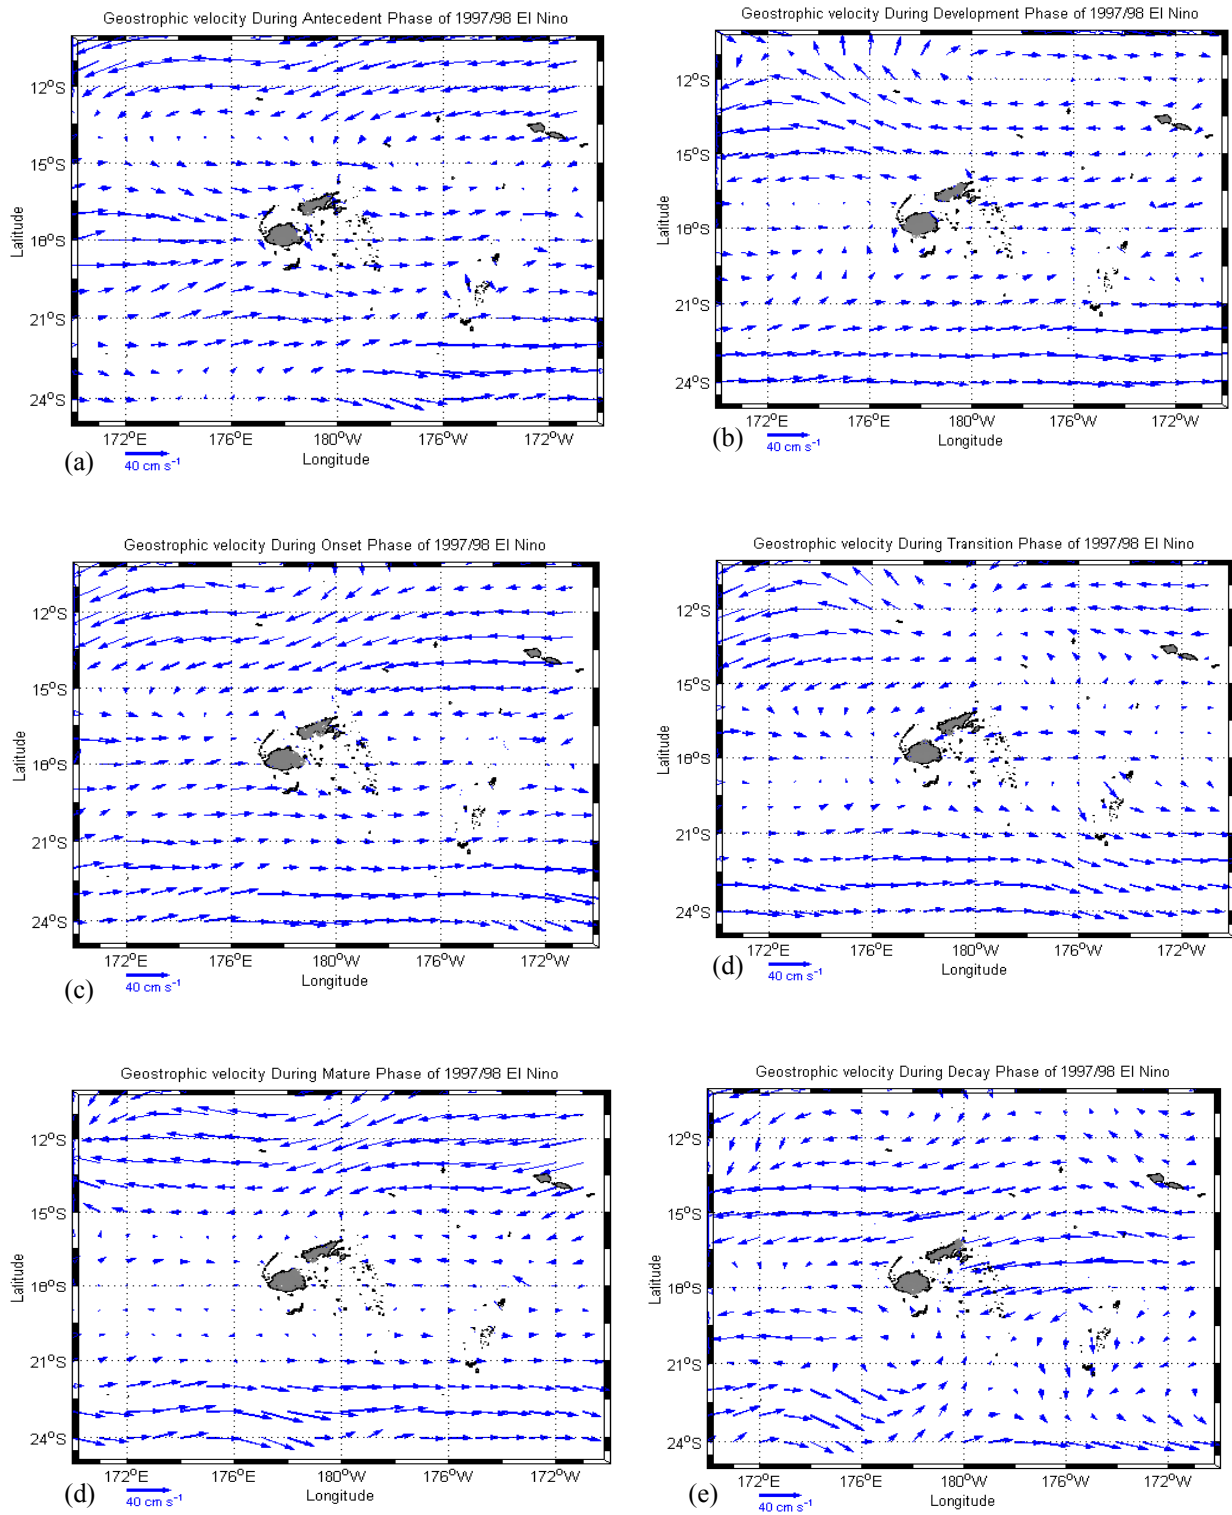 Geostrophic velocity During Antecedent Phase of 1997/98 El Nino
12°S
15°S
18°S
21°S
24°S
Latitude
172°E
176°E
180°W
176°W
172°W
Longitude
(a)
40 cm s⁻¹
Geostrophic velocity During Development Phase of 1997/98 El Nino
12°S
15°S
18°S
21°S
24°S
Latitude
172°E
176°E
180°W
176°W
172°W
Longitude
(b)
40 cm s⁻¹
Geostrophic velocity During Onset Phase of 1997/98 El Nino
12°S
15°S
18°S
21°S
24°S
Latitude
172°E
176°E
180°W
176°W
172°W
Longitude
(c)
40 cm s⁻¹
Geostrophic velocity During Transition Phase of 1997/98 El Nino
12°S
15°S
18°S
21°S
24°S
Latitude
172°E
176°E
180°W
176°W
172°W
Longitude
(d)
40 cm s⁻¹
Geostrophic velocity During Mature Phase of 1997/98 El Nino
12°S
15°S
18°S
21°S
24°S
Latitude
172°E
176°E
180°W
176°W
172°W
Longitude
(d)
40 cm s⁻¹
Geostrophic velocity During Decay Phase of 1997/98 El Nino
12°S
15°S
18°S
21°S
24°S
Latitude
172°E
176°E
180°W
176°W
172°W
Longitude
(e)
40 cm s⁻¹